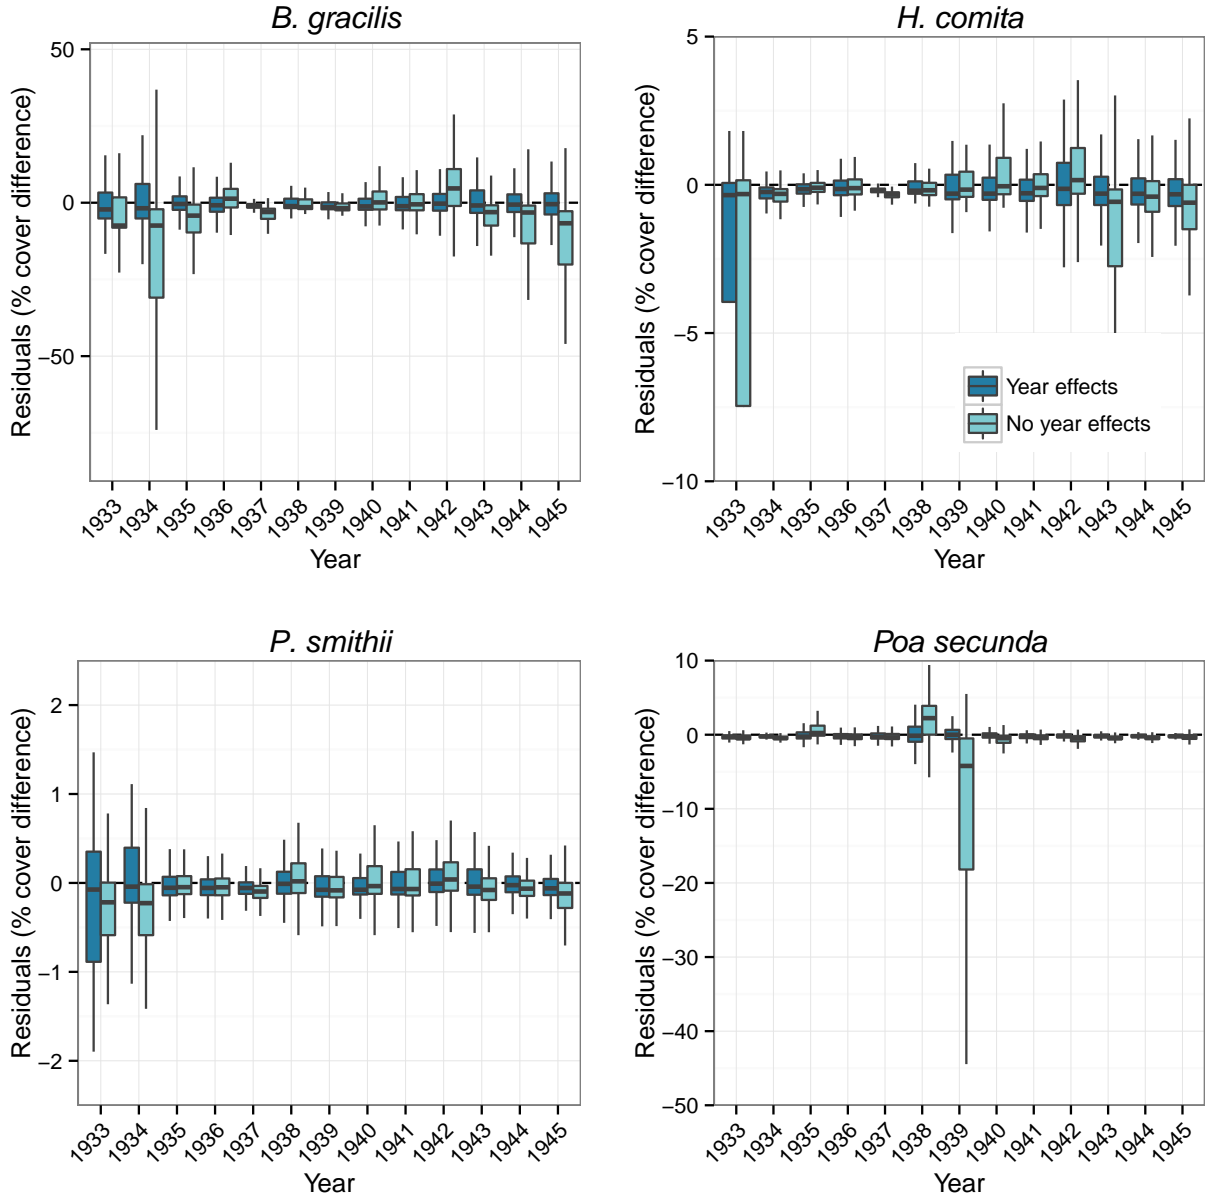 B. gracilis
50
0
−50
Residuals (% cover difference)
1933 1934 1935 1936 1937 1938 1939 1940 1941 1942 1943 1944 1945
Year
H. comita
5
0
−5
−10
Residuals (% cover difference)
Year effects
No year effects
1933 1934 1935 1936 1937 1938 1939 1940 1941 1942 1943 1944 1945
Year
P. smithii
2
1
0
−1
−2
Residuals (% cover difference)
1933 1934 1935 1936 1937 1938 1939 1940 1941 1942 1943 1944 1945
Year
Poa secunda
10
0
−10
−20
−30
−40
−50
Residuals (% cover difference)
1933 1934 1935 1936 1937 1938 1939 1940 1941 1942 1943 1944 1945
Year